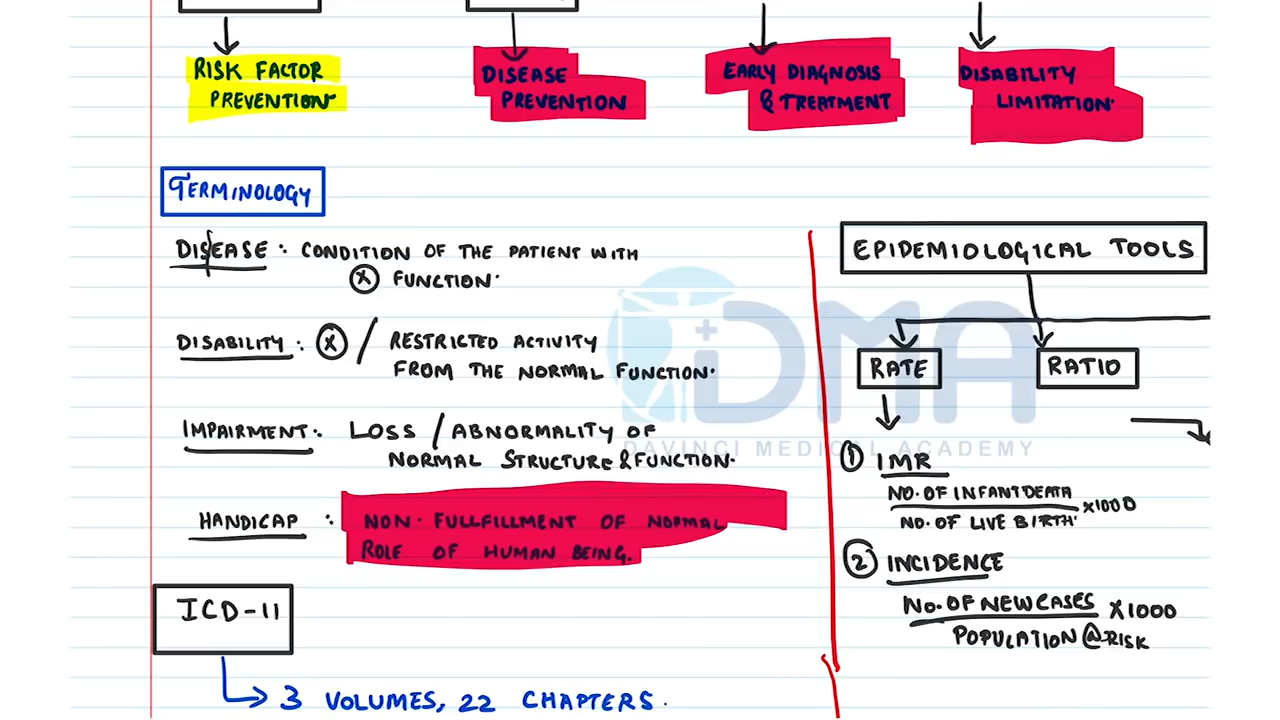 RISK FACTOR
PREVENTION
DISEASE
PREVENTION
EARLY DIAGNOSIS
& TREATMENT
DISABILITY
LIMITATION.
TERMINOLOGY
DISEASE : CONDITION OF THE PATIENT WITH
(X) FUNCTION.
DISABILITY : (X) / RESTRICTED ACTIVITY
FROM THE NORMAL FUNCTION.
IMPAIRMENT : LOSS / ABNORMALITY OF
NORMAL STRUCTURE & FUNCTION.
HANDICAP : NON-FULLFILLMENT OF NORMAL
ROLE OF HUMAN BEING.
ICD-11
3 VOLUMES, 22 CHAPTERS.
EPIDEMIOLOGICAL TOOLS
RATE
RATIO
① IMR
NO. OF INFANT DEATH
NO. OF LIVE BIRTH
×1000
② INCIDENCE
NO. OF NEW CASES
×1000
POPULATION @ RISK
DMA
DAVINCI MEDICAL ACADEMY